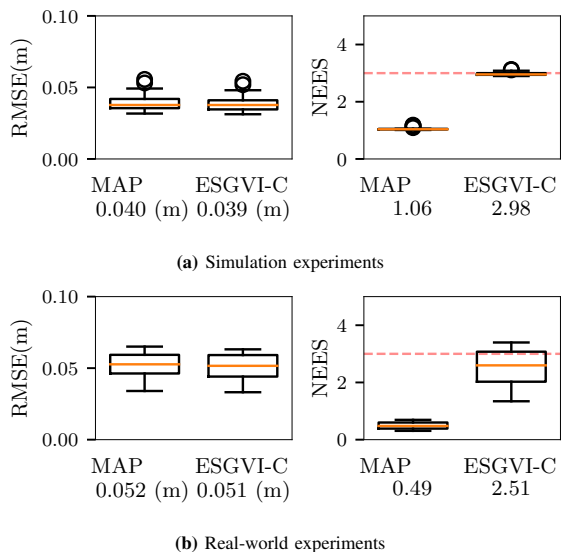 RMSE(m)
0.10
0.05
0.00
MAP ESGVI-C
0.040 (m) 0.039 (m)
NEES
4
2
0
MAP ESGVI-C
1.06 2.98
(a) Simulation experiments
RMSE(m)
0.10
0.05
0.00
MAP ESGVI-C
0.052 (m) 0.051 (m)
NEES
4
2
0
MAP ESGVI-C
0.49 2.51
(b) Real-world experiments